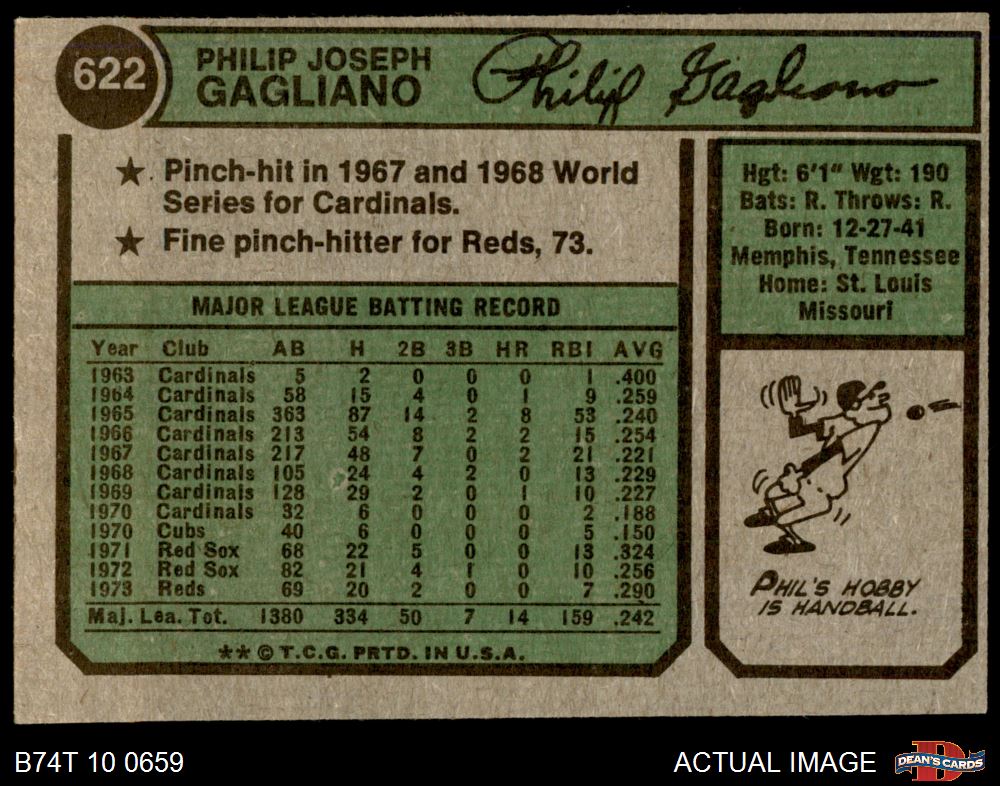 622
PHILIP JOSEPH
GAGLIANO
Philip Gagliano
★ Pinch-hit in 1967 and 1968 World
Series for Cardinals.
★ Fine pinch-hitter for Reds, 73.
Hgt: 6'1" Wgt: 190
Bats: R. Throws: R.
Born: 12-27-41
Memphis, Tennessee
Home: St. Louis
Missouri
MAJOR LEAGUE BATTING RECORD
Year Club AB H 2B 3B HR RBI AVG
1963 Cardinals 5 2 0 0 0 1 .400
1964 Cardinals 58 15 4 0 1 9 .259
1965 Cardinals 363 87 14 2 8 53 .240
1966 Cardinals 213 54 8 2 2 15 .254
1967 Cardinals 217 48 7 0 2 21 .221
1968 Cardinals 105 24 4 2 0 13 .229
1969 Cardinals 128 29 2 0 1 10 .227
1970 Cardinals 32 6 0 0 0 2 .188
1970 Cubs 40 6 0 0 0 5 .150
1971 Red Sox 68 22 5 0 0 13 .324
1972 Red Sox 82 21 4 1 0 10 .256
1973 Reds 69 20 2 0 0 7 .290
Maj. Lea. Tot. 1380 334 50 7 14 159 .242
** © T.C.G. PRTD. IN U.S.A.
PHIL'S HOBBY
IS HANDBALL.
B74T 10 0659
ACTUAL IMAGE
DEAN'S CARDS